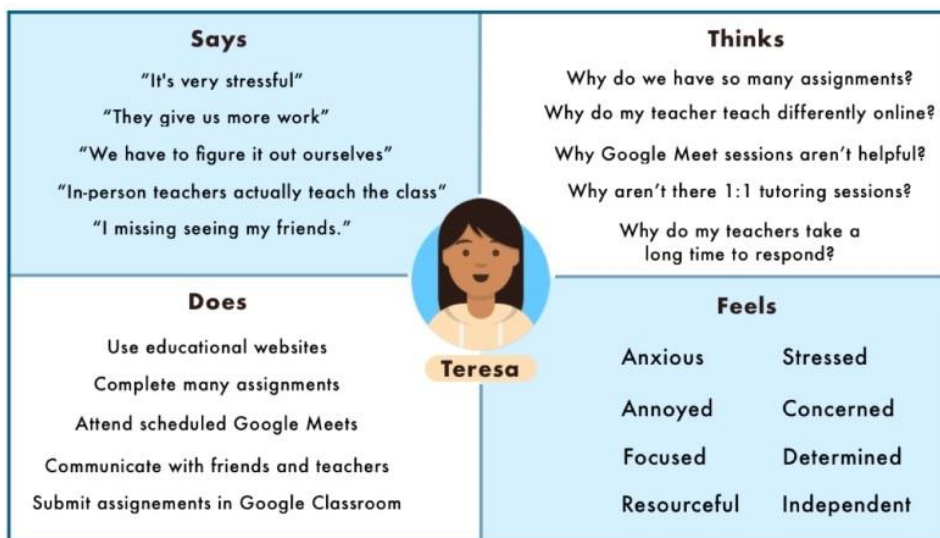 Says
“It's very stressful”
“They give us more work”
“We have to figure it out ourselves”
“In-person teachers actually teach the class”
“I missing seeing my friends.”
Thinks
Why do we have so many assignments?
Why do my teacher teach differently online?
Why Google Meet sessions aren’t helpful?
Why aren’t there 1:1 tutoring sessions?
Why do my teachers take a
long time to respond?
Teresa
Does
Use educational websites
Complete many assignments
Attend scheduled Google Meets
Communicate with friends and teachers
Submit assignements in Google Classroom
Feels
Anxious Stressed
Annoyed Concerned
Focused Determined
Resourceful Independent